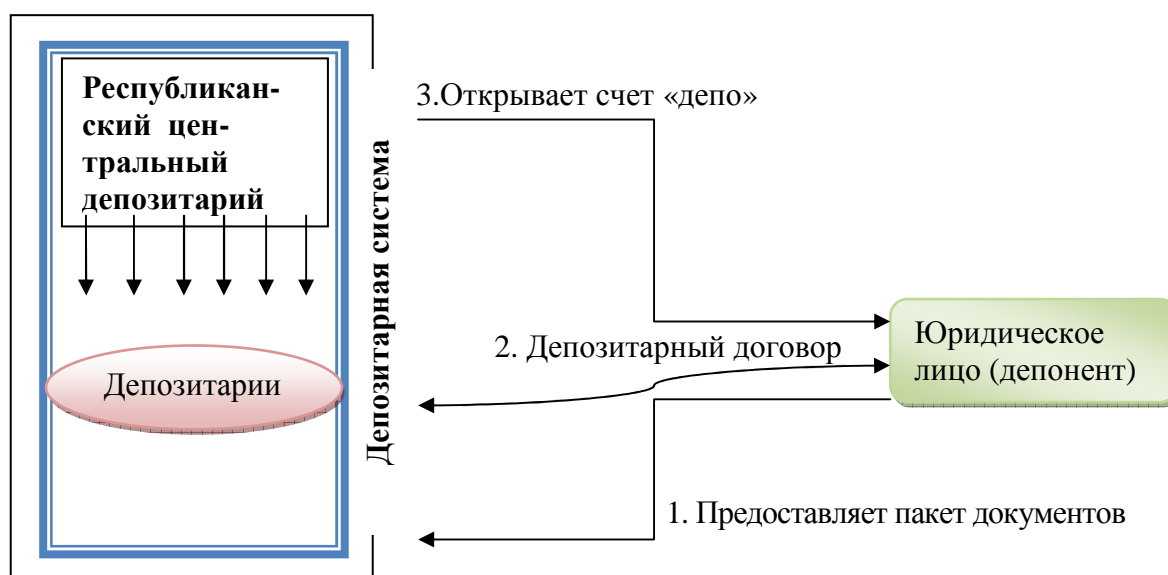 Республикан-
ский цен-
тральный
депозитарий
Депозитарии
Депозитарная система
3.Открывает счет «депо»
2. Депозитарный договор
1. Предоставляет пакет документов
Юридическое
лицо (депонент)